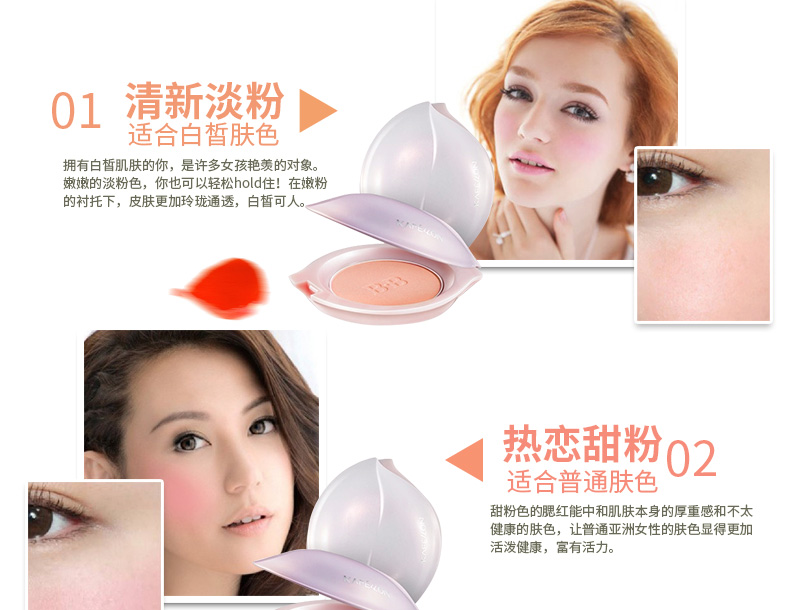 01 清新淡粉
适合白皙肤色
拥有白皙肌肤的你，是许多女孩艳羡的对象。
嫩嫩的淡粉色，你也可以轻松hold住！在嫩粉
的衬托下，皮肤更加玲珑通透，白皙可人。
热恋甜粉 02
适合普通肤色
甜粉色的腮红能中和肌肤本身的厚重感和不太
健康的肤色，让普通亚洲女性的肤色显得更加
活泼健康，富有活力。